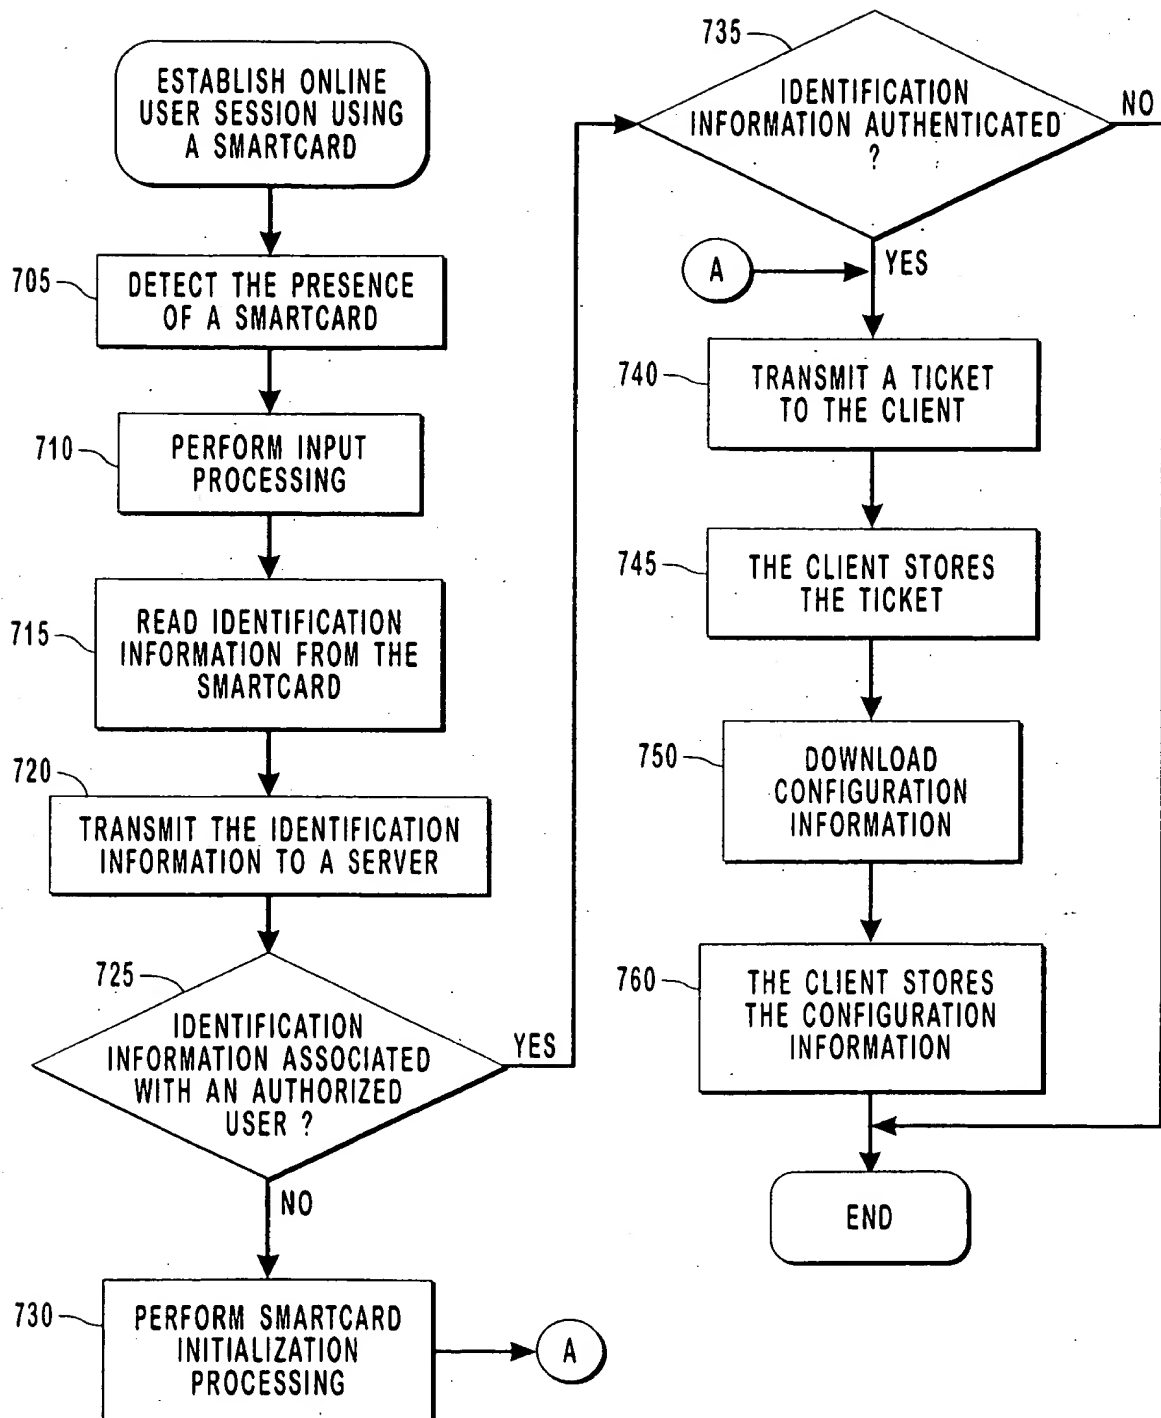 ESTABLISH ONLINE
USER SESSION USING
A SMARTCARD
705
DETECT THE PRESENCE
OF A SMARTCARD
710
PERFORM INPUT
PROCESSING
715
READ IDENTIFICATION
INFORMATION FROM THE
SMARTCARD
720
TRANSMIT THE IDENTIFICATION
INFORMATION TO A SERVER
725
IDENTIFICATION
INFORMATION ASSOCIATED
WITH AN AUTHORIZED
USER ?
YES
NO
730
PERFORM SMARTCARD
INITIALIZATION
PROCESSING
A
735
IDENTIFICATION
INFORMATION AUTHENTICATED
?
NO
A
YES
740
TRANSMIT A TICKET
TO THE CLIENT
745
THE CLIENT STORES
THE TICKET
750
DOWNLOAD
CONFIGURATION
INFORMATION
760
THE CLIENT STORES
THE CONFIGURATION
INFORMATION
END